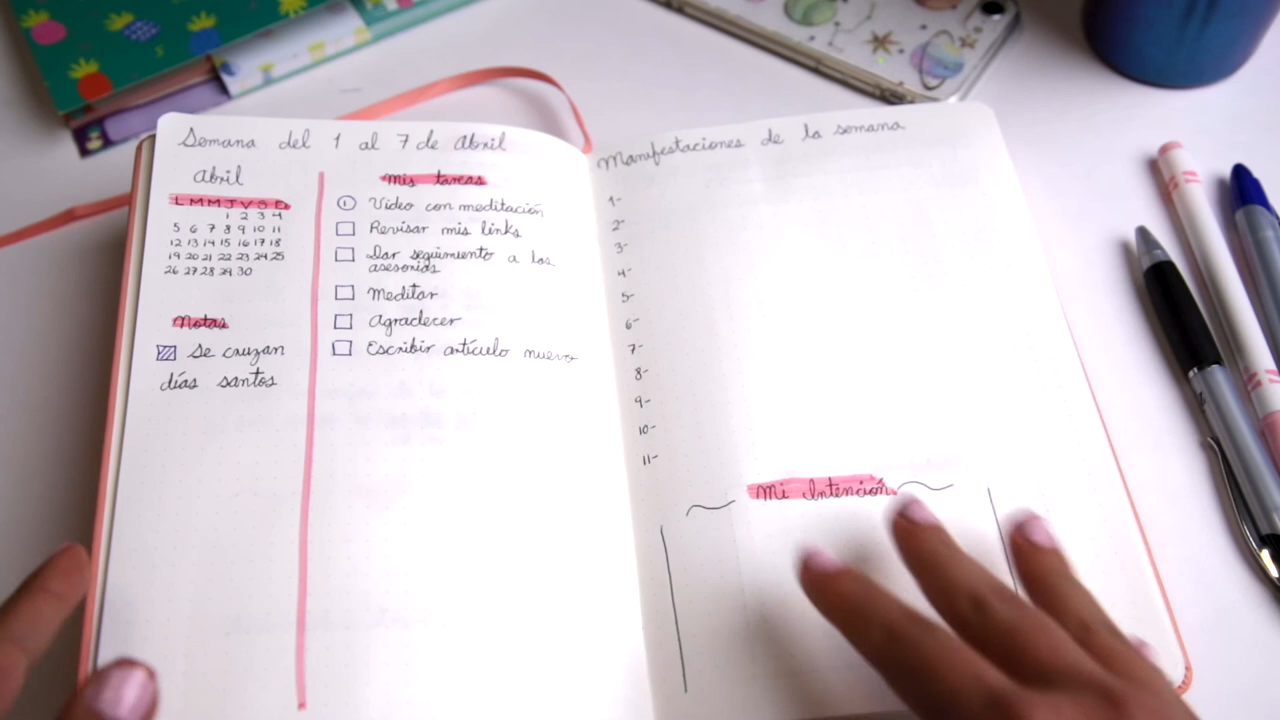 Semana del 1 al 7 de Abril
Abril
L M M J V S D
1 2 3 4
5 6 7 8 9 10 11
12 13 14 15 16 17 18
19 20 21 22 23 24 25
26 27 28 29 30
Notas
Se cruzan
días santos
Mis tareas
1 Video con meditación
Revisar mis links
Dar seguimiento a las
asesorías
Meditar
Agradecer
Escribir artículo nuevo
Manifestaciones de la semana
1-
2-
3-
4-
5-
6-
7-
8-
9-
10-
11-
Mi Intención